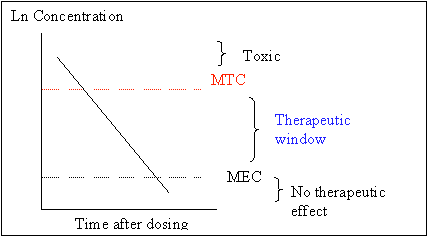 Ln Concentration
Toxic
MTC
Therapeutic
window
MEC
No therapeutic
effect
Time after dosing